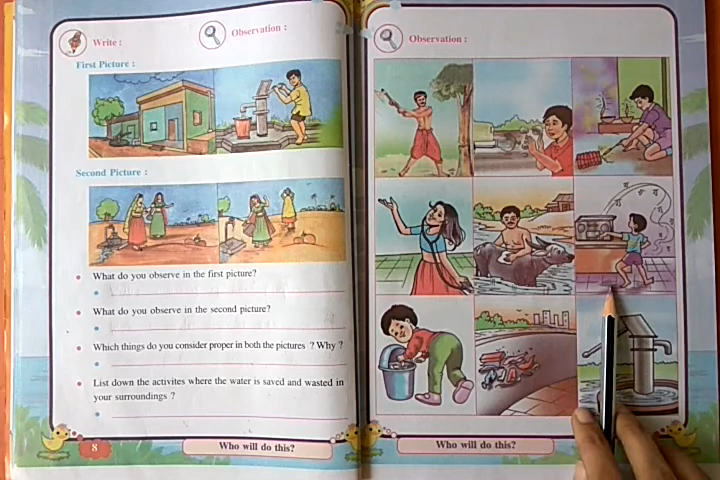 Write :
Observation :
First Picture :
Second Picture :
What do you observe in the first picture?
What do you observe in the second picture?
Which things do you consider proper in both the pictures ? Why ?
List down the activites where the water is saved and wasted in
your surroundings ?
8
Who will do this?
Observation :
Who will do this?